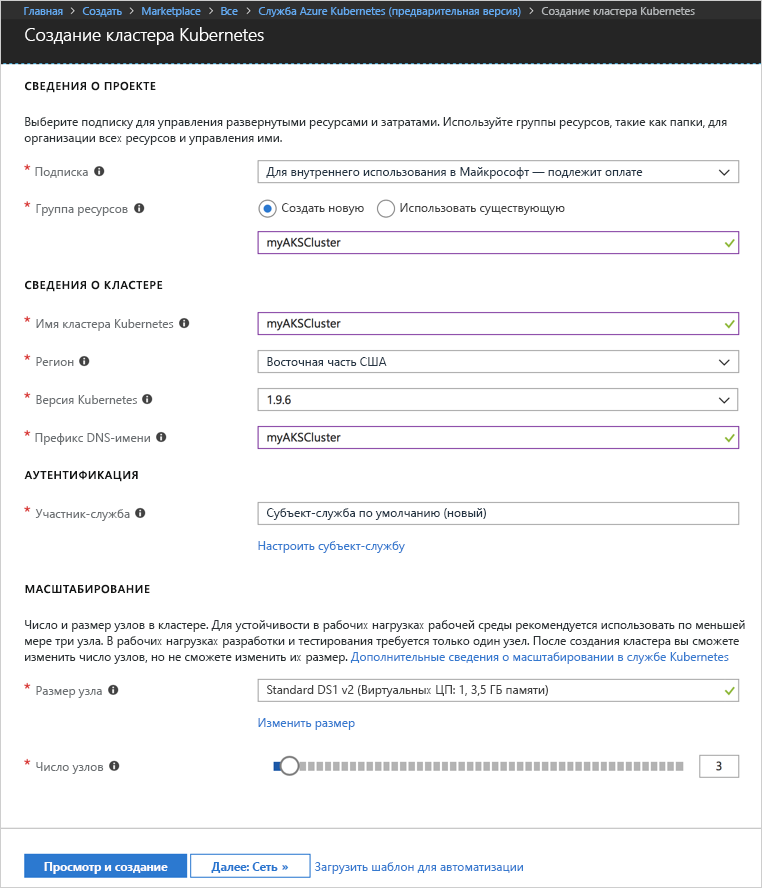 Главная > Создать > Marketplace > Все > Служба Azure Kubernetes (предварительная версия) > Создание кластера Kubernetes
Создание кластера Kubernetes
СВЕДЕНИЯ О ПРОЕКТЕ
Выберите подписку для управления развернутыми ресурсами и затратами. Используйте группы ресурсов, такие как папки, для
организации всех ресурсов и управления ими.
* Подписка Для внутреннего использования в Майкрософт — подлежит оплате
* Группа ресурсов Создать новую Использовать существующую
myAKSCluster
СВЕДЕНИЯ О КЛАСТЕРЕ
* Имя кластера Kubernetes myAKSCluster
* Регион Восточная часть США
* Версия Kubernetes 1.9.6
* Префикс DNS-имени myAKSCluster
АУТЕНТИФИКАЦИЯ
* Участник-служба Субъект-служба по умолчанию (новый)
Настроить субъект-службу
МАСШТАБИРОВАНИЕ
Число и размер узлов в кластере. Для устойчивости в рабочих нагрузках рабочей среды рекомендуется использовать по меньшей
мере три узла. В рабочих нагрузках разработки и тестирования требуется только один узел. После создания кластера вы сможете
изменить число узлов, но не сможете изменить их размер. Дополнительные сведения о масштабировании в службе Kubernetes
* Размер узла Standard DS1 v2 (Виртуальных ЦП: 1, 3,5 ГБ памяти)
Изменить размер
* Число узлов 3
Просмотр и создание Далее: Сеть » Загрузить шаблон для автоматизации